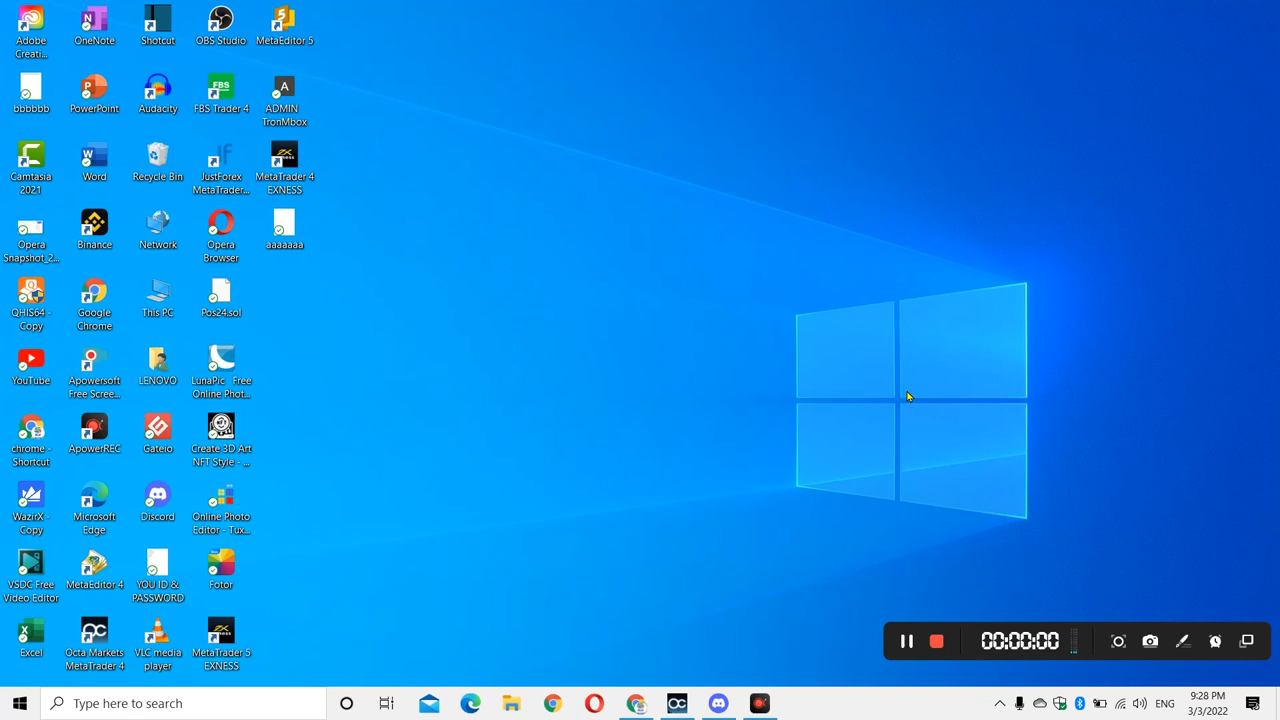 Adobe
Creati...
OneNote
Shotcut
OBS Studio
MetaEditor 5
bbbbbb
PowerPoint
Audacity
FBS
FBS Trader 4
A
ADMIN
TronMbox
Camtasia
2021
Word
Recycle Bin
JustForex
MetaTrader...
MetaTrader 4
EXNESS
Opera
Snapshot_2...
Binance
Network
Opera
Browser
aaaaaaa
QHIS64 -
Copy
Google
Chrome
This PC
Pos24.sol
YouTube
Apowersoft
Free Scree...
LENOVO
LunaPic Free
Online Phot...
chrome -
Shortcut
ApowerREC
Gateio
Create 3D Art
NFT Style - ...
WazirX -
Copy
Microsoft
Edge
Discord
Online Photo
Editor - Tux...
VSDC Free
Video Editor
MetaEditor 4
YOU ID &
PASSWORD
Fotor
Excel
Octa Markets
MetaTrader 4
VLC media
player
MetaTrader 5
EXNESS
00:00:00
Type here to search
ENG
9:28 PM
3/3/2022